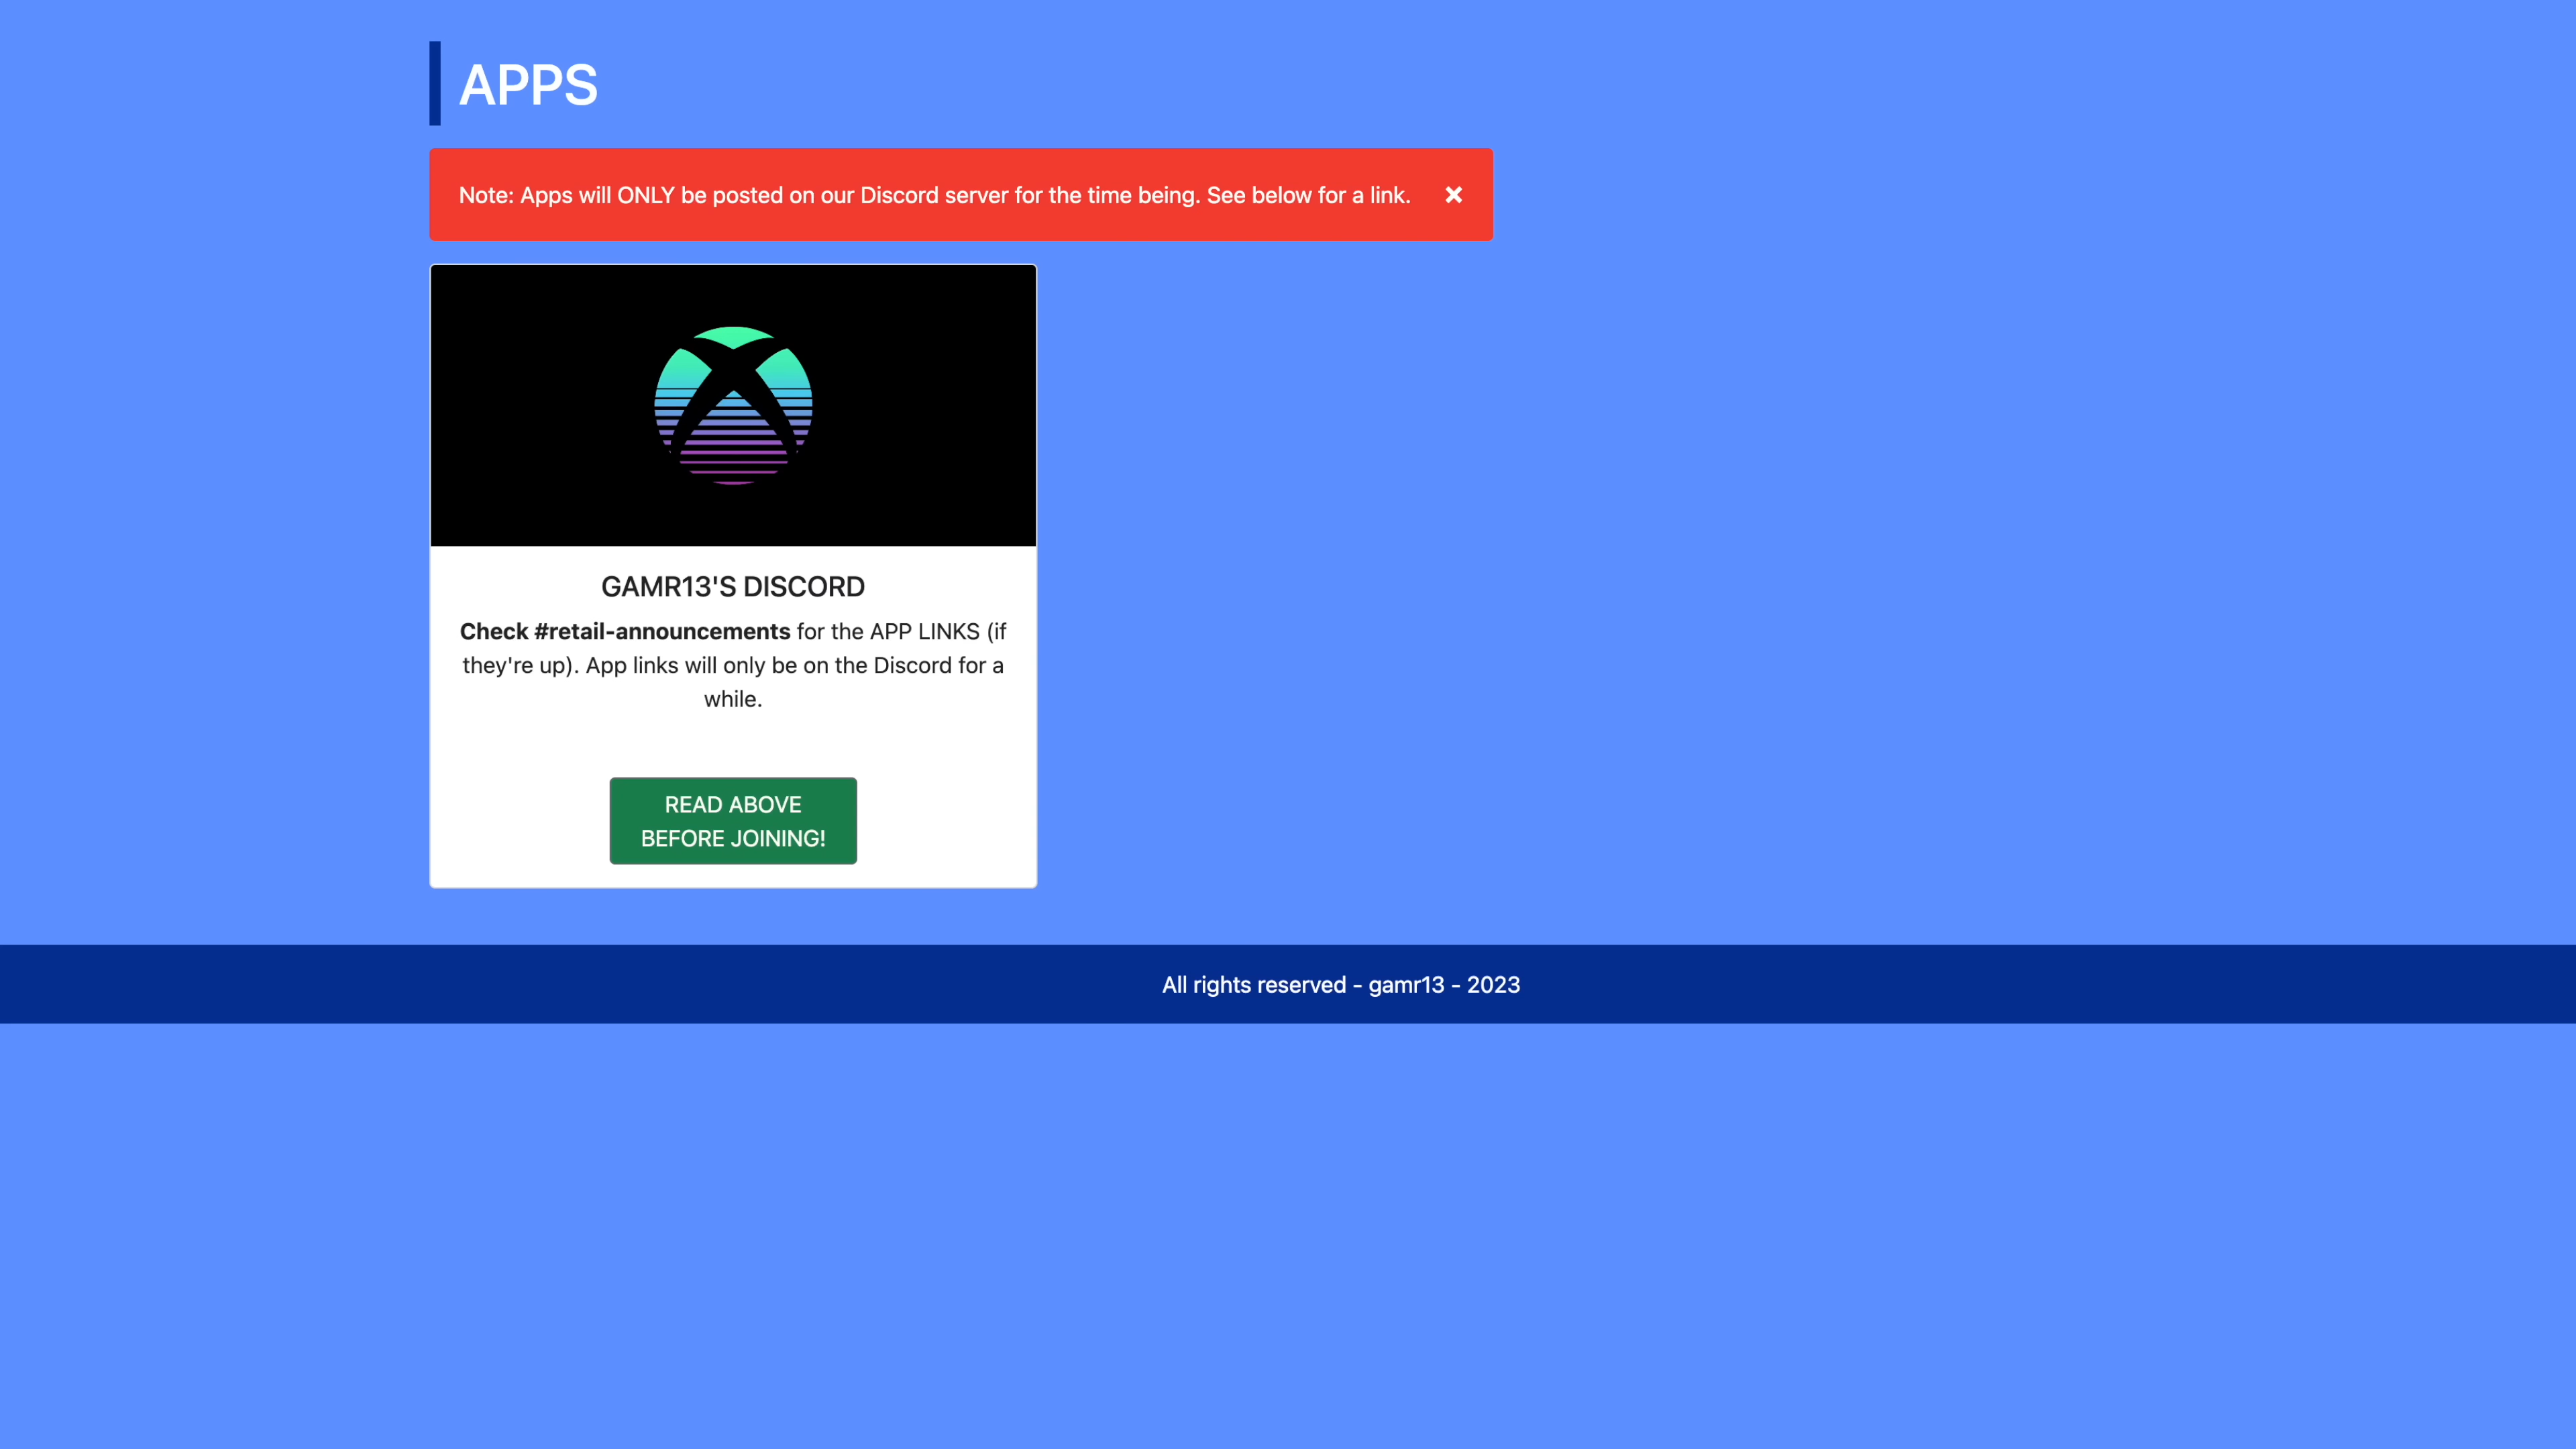 APPS
Note: Apps will ONLY be posted on our Discord server for the time being. See below for a link.
GAMR13'S DISCORD
Check #retail-announcements for the APP LINKS (if
they're up). App links will only be on the Discord for a
while.
READ ABOVE
BEFORE JOINING!
All rights reserved - gamr13 - 2023